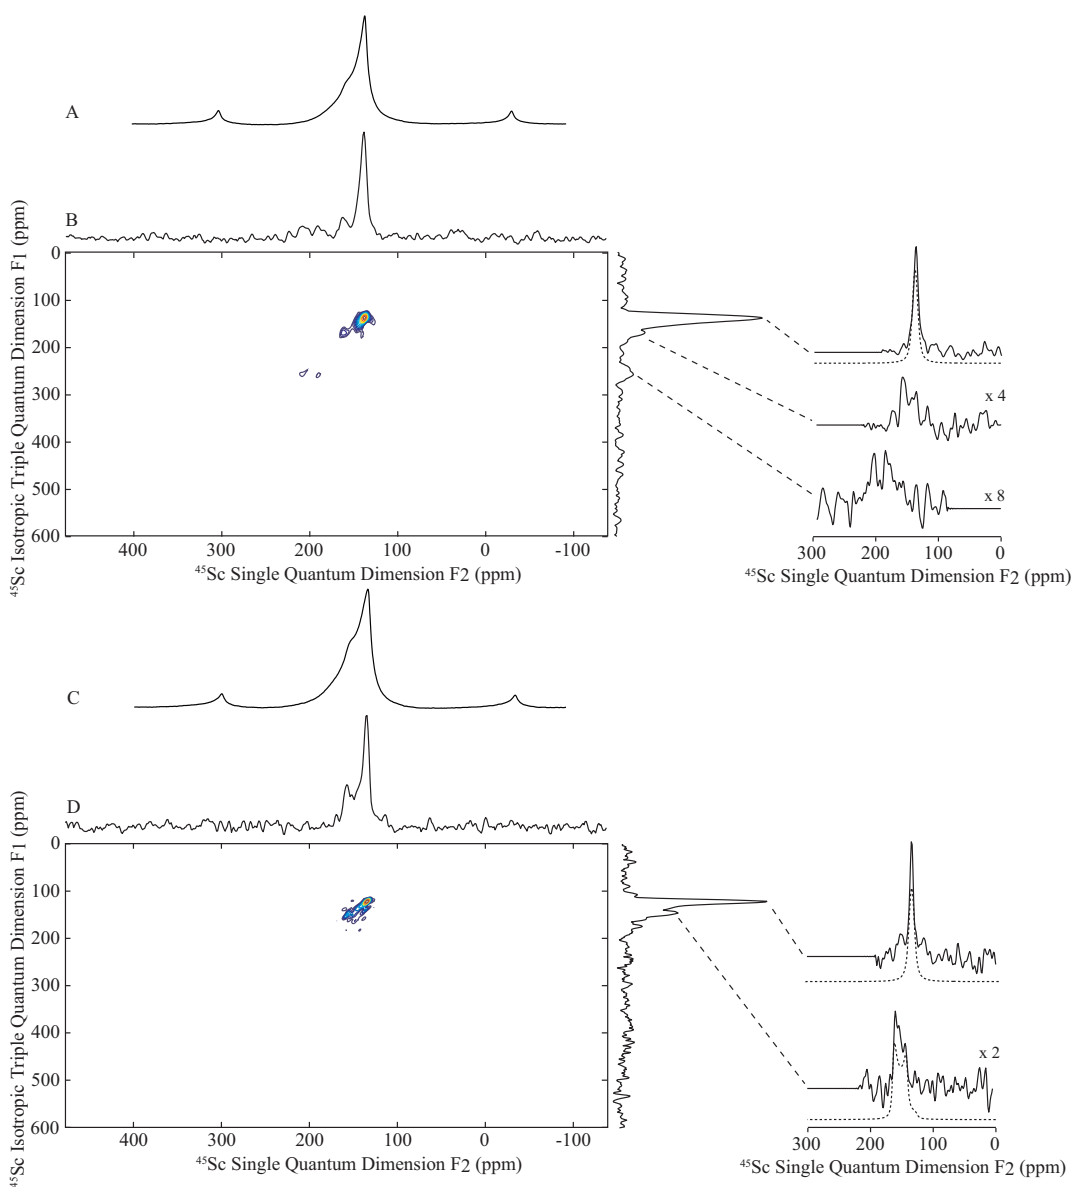 A
B
⁴⁵Sc Isotropic Triple Quantum Dimension F1 (ppm)
0
100
200
300
400
500
600
400 300 200 100 0 -100
⁴⁵Sc Single Quantum Dimension F2 (ppm)
x 4
x 8
300 200 100 0
⁴⁵Sc Single Quantum Dimension F2 (ppm)
C
D
⁴⁵Sc Isotropic Triple Quantum Dimension F1 (ppm)
0
100
200
300
400
500
600
400 300 200 100 0 -100
⁴⁵Sc Single Quantum Dimension F2 (ppm)
x 2
300 200 100 0
⁴⁵Sc Single Quantum Dimension F2 (ppm)